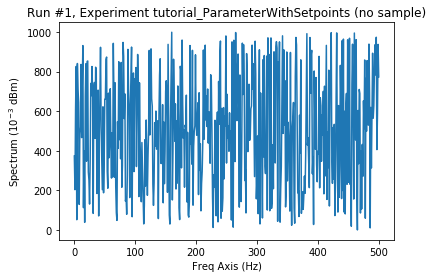 Run #1, Experiment tutorial_ParameterWithSetpoints (no sample)
Spectrum (10⁻³ dBm)
1000
800
600
400
200
0
0 100 200 300 400 500
Freq Axis (Hz)